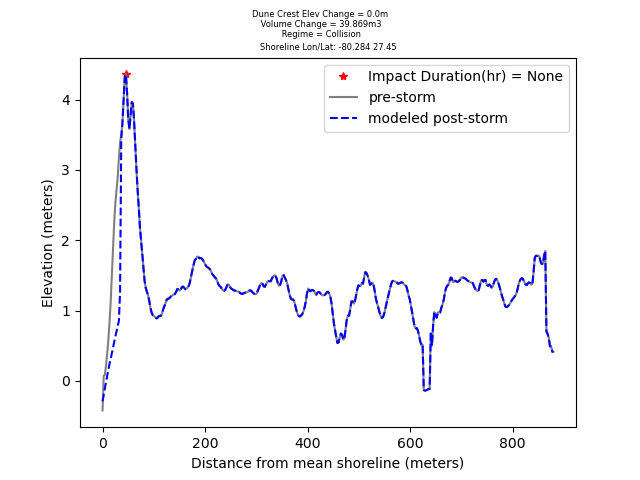 Dune Crest Elev Change = 0.0m
Volume Change = 39.869m3
Regime = Collision
Shoreline Lon/Lat: -80.284 27.45
Impact Duration(hr) = None
pre-storm
modeled post-storm
Elevation (meters)
4
3
2
1
0
0 200 400 600 800
Distance from mean shoreline (meters)